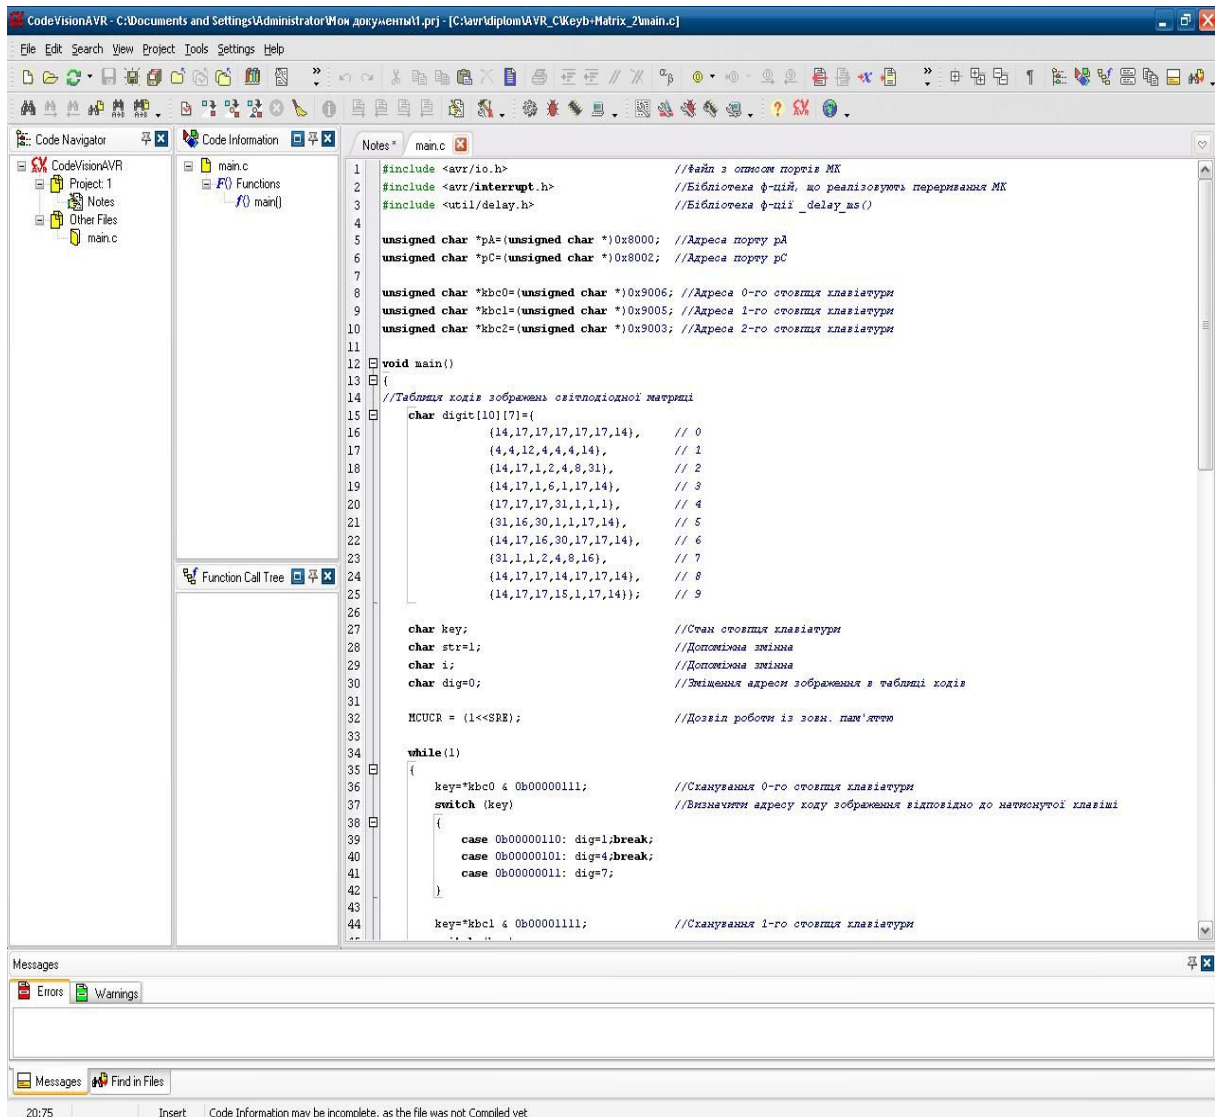 CodeVisionAVR - C:\Documents and Settings\Administrator\Мои документы\1.prj - [C:\avr\diplom\AVR_C\Keyb+Matrix_2\main.c]
File Edit Search View Project Tools Settings Help
Code Navigator
CodeVisionAVR
Project: 1
Notes
Other Files
main.c
Code Information
main.c
F() Functions
f() main()
Function Call Tree
Notes * main.c
1 #include <avr/io.h> //Файл з описом портів МК
2 #include <avr/interrupt.h> //Бібліотека ф-цій, що реалізовують переривання МК
3 #include <util/delay.h> //Бібліотека ф-ції _delay_ms()
4
5 unsigned char *pA=(unsigned char *)0x8000; //Адреса порту pA
6 unsigned char *pC=(unsigned char *)0x8002; //Адреса порту pC
7
8 unsigned char *kbc0=(unsigned char *)0x9006; //Адреса 0-го стовпця клавіатури
9 unsigned char *kbc1=(unsigned char *)0x9005; //Адреса 1-го стовпця клавіатури
10 unsigned char *kbc2=(unsigned char *)0x9003; //Адреса 2-го стовпця клавіатури
11
12 void main()
13 {
14 //Таблиця кодів зображень світлодіодної матриці
15 char digit[10][7]={
16 {14,17,17,17,17,17,14}, // 0
17 {4,4,12,4,4,4,14}, // 1
18 {14,17,1,2,4,8,31}, // 2
19 {14,17,1,6,1,17,14}, // 3
20 {17,17,17,31,1,1,1}, // 4
21 {31,16,30,1,1,17,14}, // 5
22 {14,17,16,30,17,17,14}, // 6
23 {31,1,1,2,4,8,16}, // 7
24 {14,17,17,14,17,17,14}, // 8
25 {14,17,17,15,1,17,14}}; // 9
26
27 char key; //Стан стовпця клавіатури
28 char str=1; //Допоміжна змінна
29 char i; //Допоміжна змінна
30 char dig=0; //Зміщення адреси зображення в таблиці кодів
31
32 MCUCR = (1<<SRE); //Дозвіл роботи із зовн. пам'яттю
33
34 while(1)
35 {
36 key=*kbc0 & 0b00000111; //Сканування 0-го стовпця клавіатури
37 switch (key) //Визначити адресу коду зображення відповідно до натиснутої клавіші
38 {
39 case 0b00000110: dig=1;break;
40 case 0b00000101: dig=4;break;
41 case 0b00000011: dig=7;
42 }
43
44 key=*kbc1 & 0b00001111; //Сканування 1-го стовпця клавіатури
Messages
Errors Warnings
Messages Find in Files
20:75 Insert Code Information may be incomplete, as the file was not Compiled yet